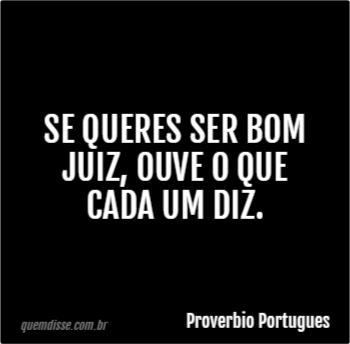 SE QUERES SER BOM
JUIZ, OUVE O QUE
CADA UM DIZ.
quemdisse.com.br
Proverbio Portugues